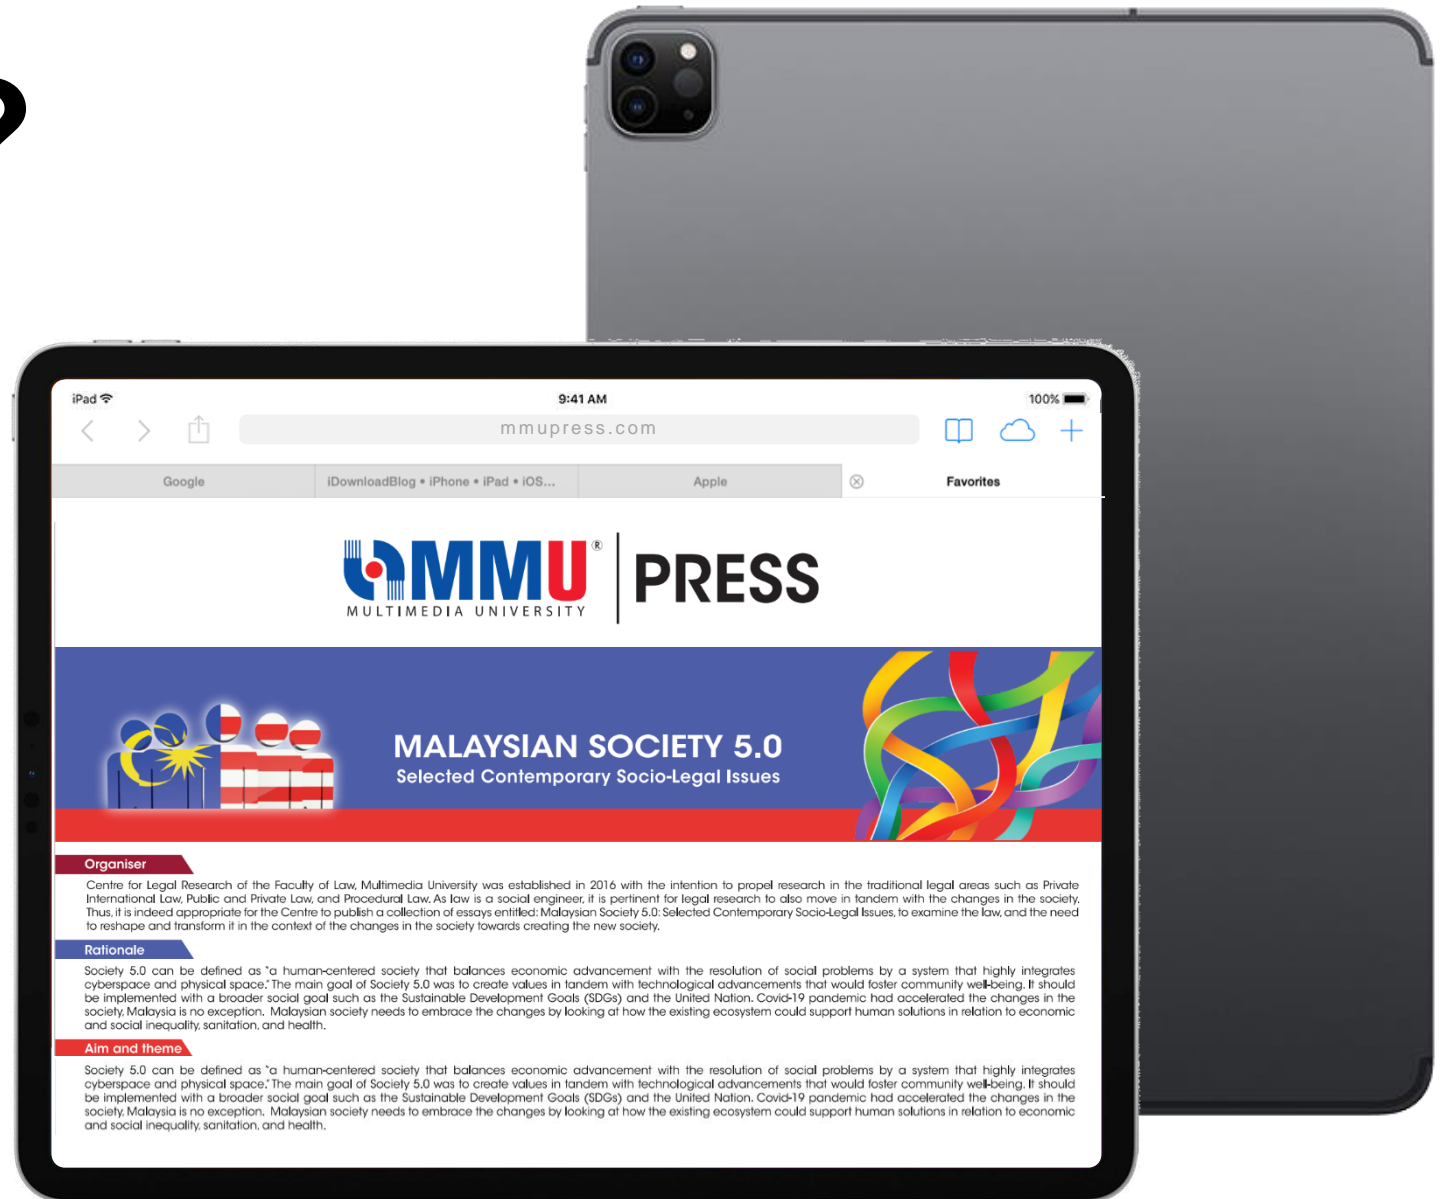 ?
iPad
9:41 AM
100%
mmupress.com
Google
iDownloadBlog • iPhone • iPad • iOS...
Apple
Favorites
MMU® PRESS
MULTIMEDIA UNIVERSITY
MALAYSIAN SOCIETY 5.0
Selected Contemporary Socio-Legal Issues
Organiser
Centre for Legal Research of the Faculty of Law, Multimedia University was established in 2016 with the intention to propel research in the traditional legal areas such as Private
International Law, Public and Private Law, and Procedural Law. As law is a social engineer, it is pertinent for legal research to also move in tandem with the changes in the society.
Thus, it is indeed appropriate for the Centre to publish a collection of essays entitled: Malaysian Society 5.0: Selected Contemporary Socio-Legal Issues, to examine the law, and the need
to reshape and transform it in the context of the changes in the society towards creating the new society.
Rationale
Society 5.0 can be defined as "a human-centered society that balances economic advancement with the resolution of social problems by a system that highly integrates
cyberspace and physical space." The main goal of Society 5.0 was to create values in tandem with technological advancements that would foster community well-being. It should
be implemented with a broader social goal such as the Sustainable Development Goals (SDGs) and the United Nation. Covid-19 pandemic had accelerated the changes in the
society, Malaysia is no exception. Malaysian society needs to embrace the changes by looking at how the existing ecosystem could support human solutions in relation to economic
and social inequality, sanitation, and health.
Aim and theme
Society 5.0 can be defined as "a human-centered society that balances economic advancement with the resolution of social problems by a system that highly integrates
cyberspace and physical space." The main goal of Society 5.0 was to create values in tandem with technological advancements that would foster community well-being. It should
be implemented with a broader social goal such as the Sustainable Development Goals (SDGs) and the United Nation. Covid-19 pandemic had accelerated the changes in the
society, Malaysia is no exception. Malaysian society needs to embrace the changes by looking at how the existing ecosystem could support human solutions in relation to economic
and social inequality, sanitation, and health.